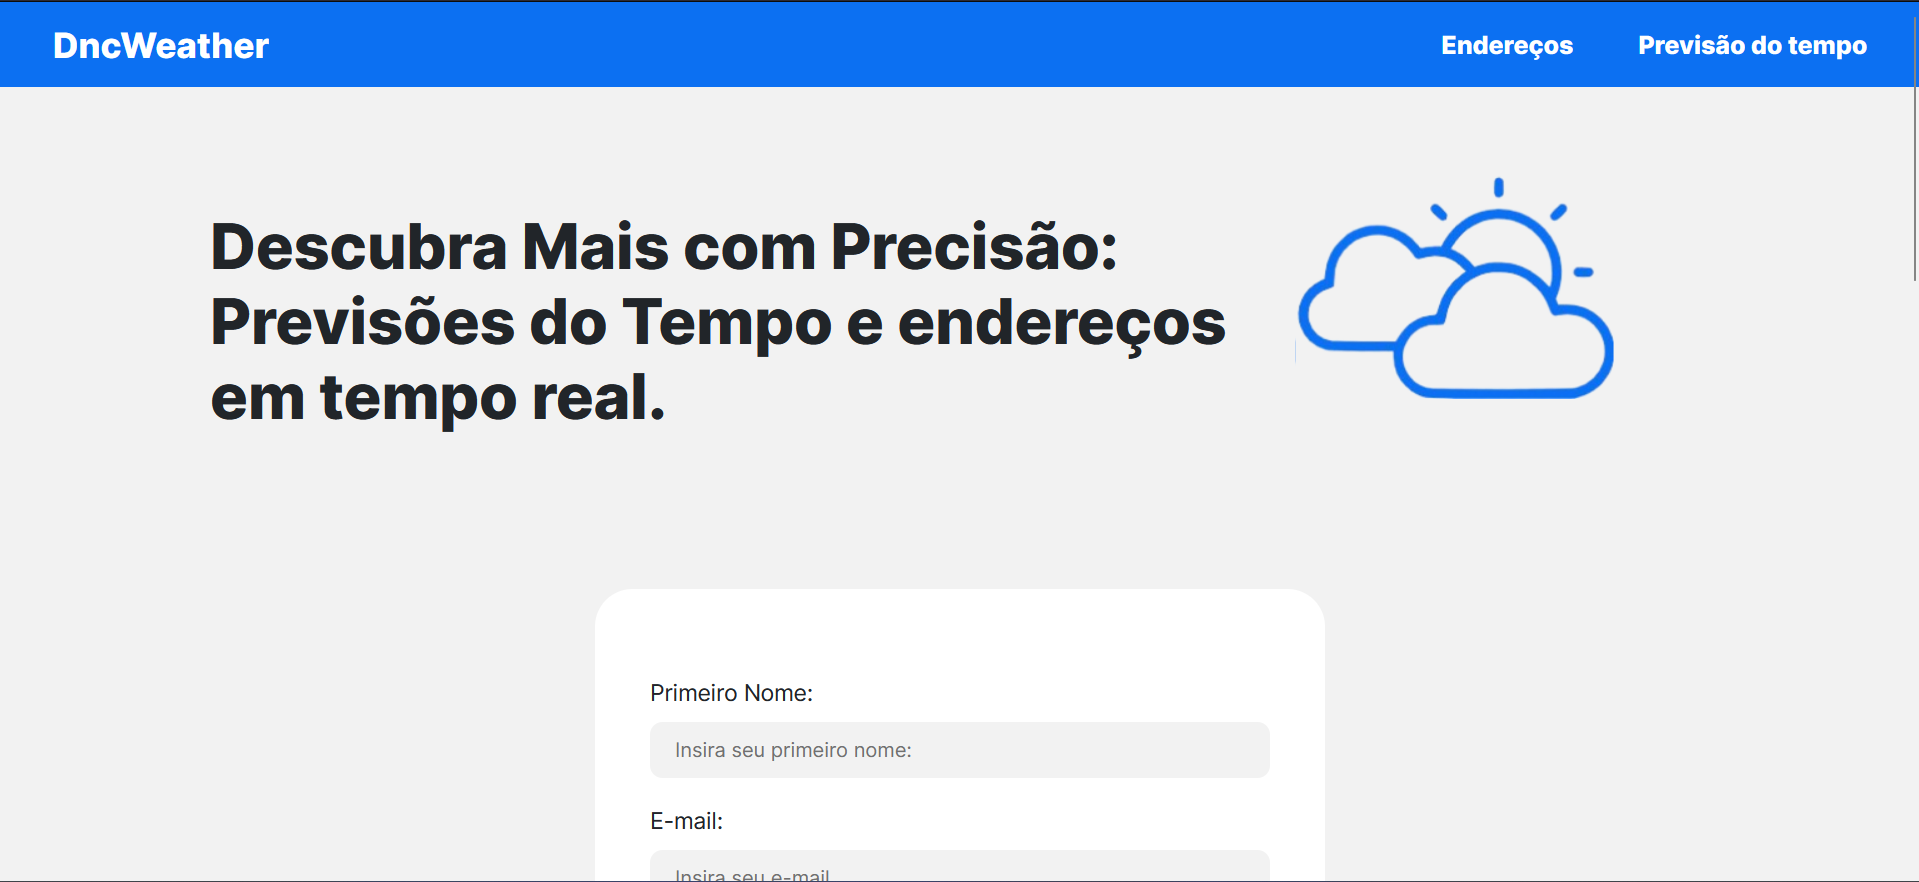 DncWeather
Endereços
Previsão do tempo
Descubra Mais com Precisão:
Previsões do Tempo e endereços
em tempo real.
Primeiro Nome:
Insira seu primeiro nome:
E-mail:
Insira seu e-mail